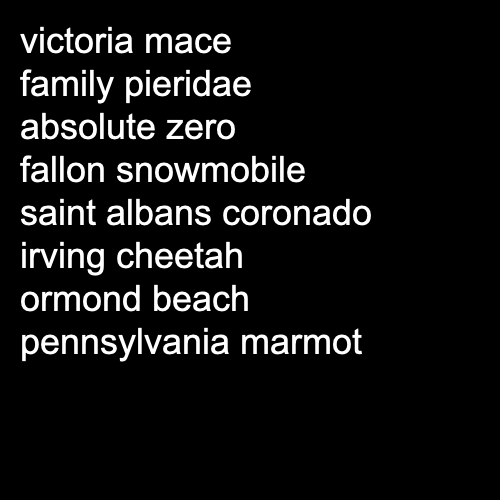 victoria mace
family pieridae
absolute zero
fallon snowmobile
saint albans coronado
irving cheetah
ormond beach
pennsylvania marmot